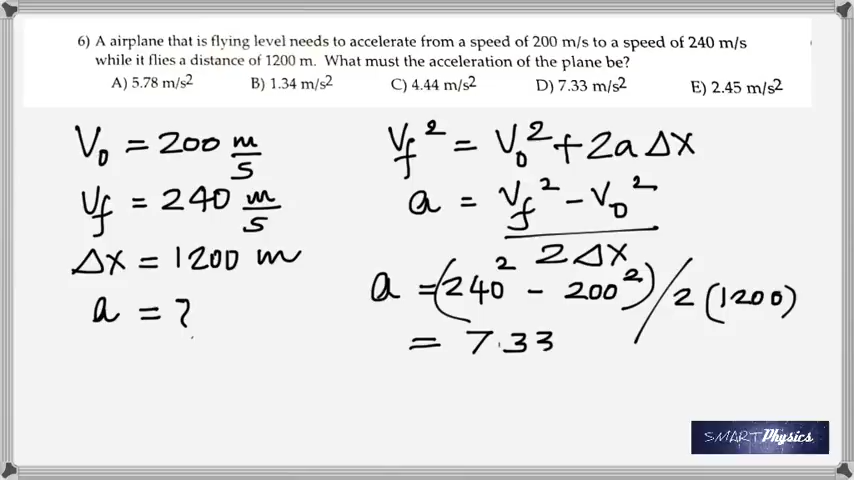 6) A airplane that is flying level needs to accelerate from a speed of 200 m/s to a speed of 240 m/s
while it flies a distance of 1200 m. What must the acceleration of the plane be?
A) 5.78 m/s² B) 1.34 m/s² C) 4.44 m/s² D) 7.33 m/s² E) 2.45 m/s²
V₀ = 200 m/s
Vf = 240 m/s
Δx = 1200 m
a = ?
Vf² = V₀² + 2aΔx
a = Vf² - V₀²
2Δx
a = (240² - 200²)/2(1200)
= 7.33
SMARTPhysics